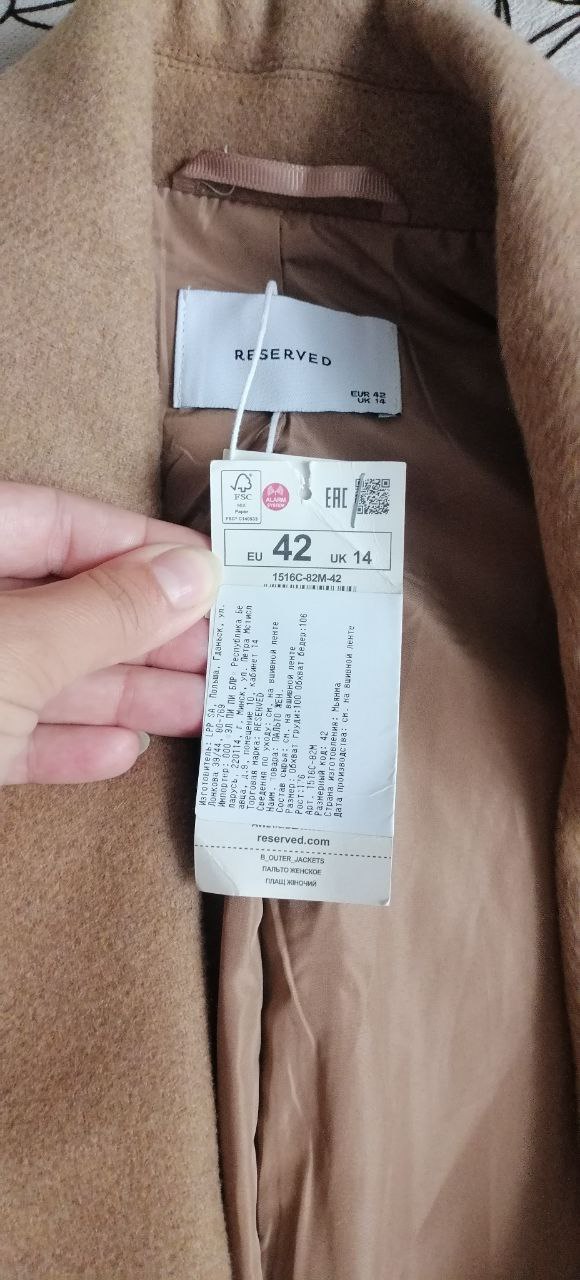 RESERVED
EUR 42
UK 14
FSC
MIX
Paper
FSC® C140933
ALARM
SYSTEM
EAC
EU 42 UK 14
1516C-82M-42
Изготовитель: LPP SA, Польша, Гданьск, ул.
Лонкова 39/44, 80-769
Импортер: ООО ЭЛ ПИ ПИ БЛР, Республика Бе
ларусь, 220114, г. Минск, ул. Петра Мстисл
авца, д.9, помещение 10, кабинет 14
Торговая марка: RESERVED
Сведения по уходу: см. на вшивной ленте
Наим. товара: ПАЛЬТО ЖЕН.
Состав сырья: см. на вшивной ленте
Размер: Обхват груди:100 Обхват бедер:106
Рост:176
Арт. 1516C-82M
Размерный код: 42
Страна изготовления: Мьянма
Дата производства: см. на вшивной ленте
reserved.com
B_OUTER_JACKETS
ПАЛЬТО ЖЕНСКОЕ
ПЛАЩ ЖІНОЧИЙ